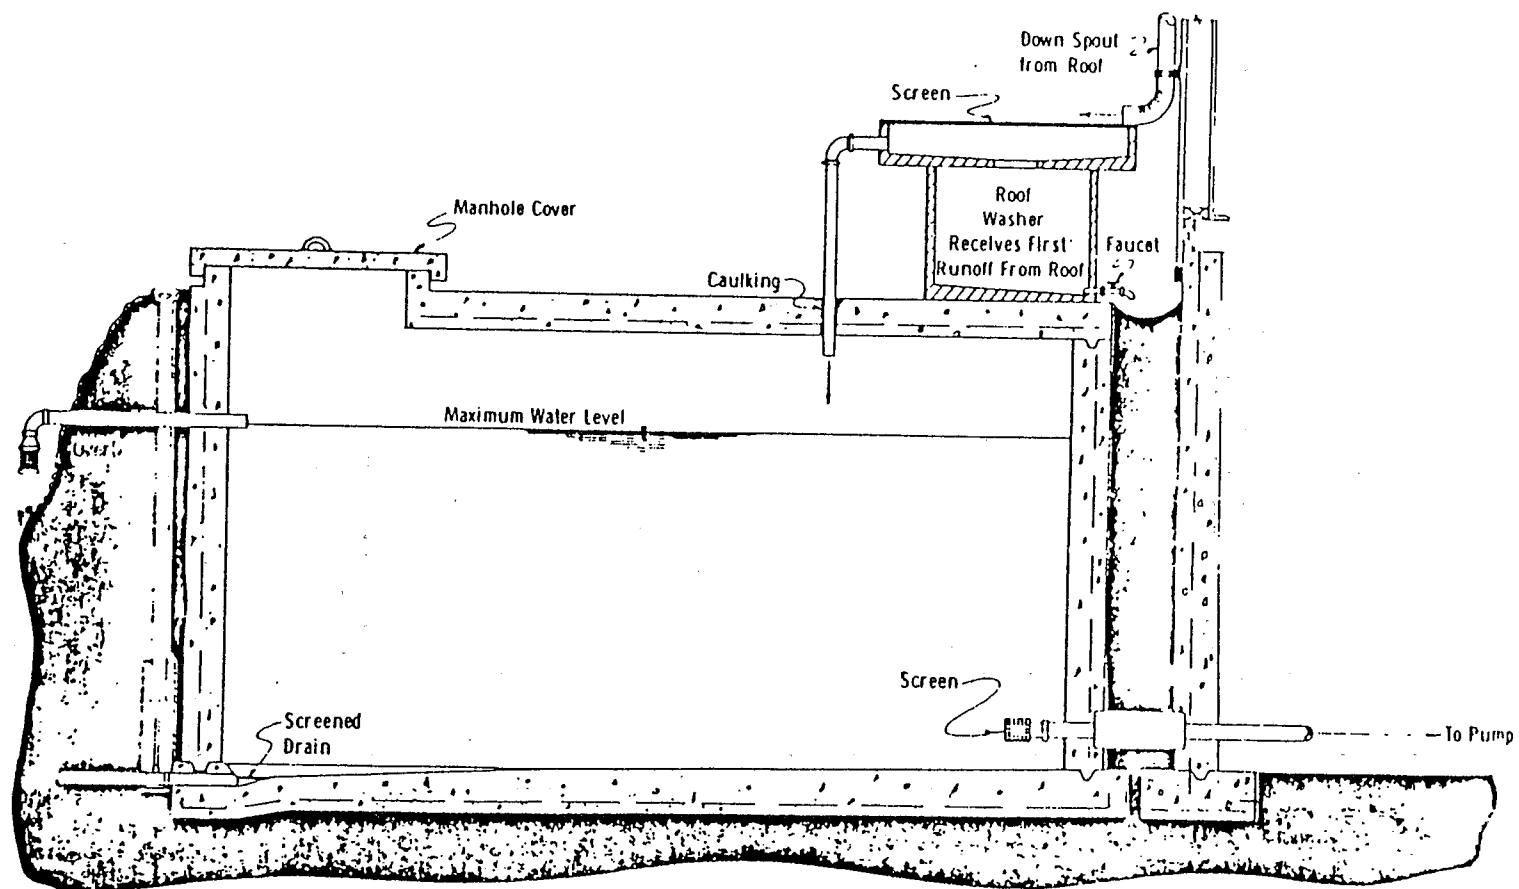 Down Spout
from Roof
Screen
Manhole Cover
Roof
Washer
Receives First
Runoff From Roof
Faucet
Caulking
Maximum Water Level
Screen
Screened
Drain
To Pump